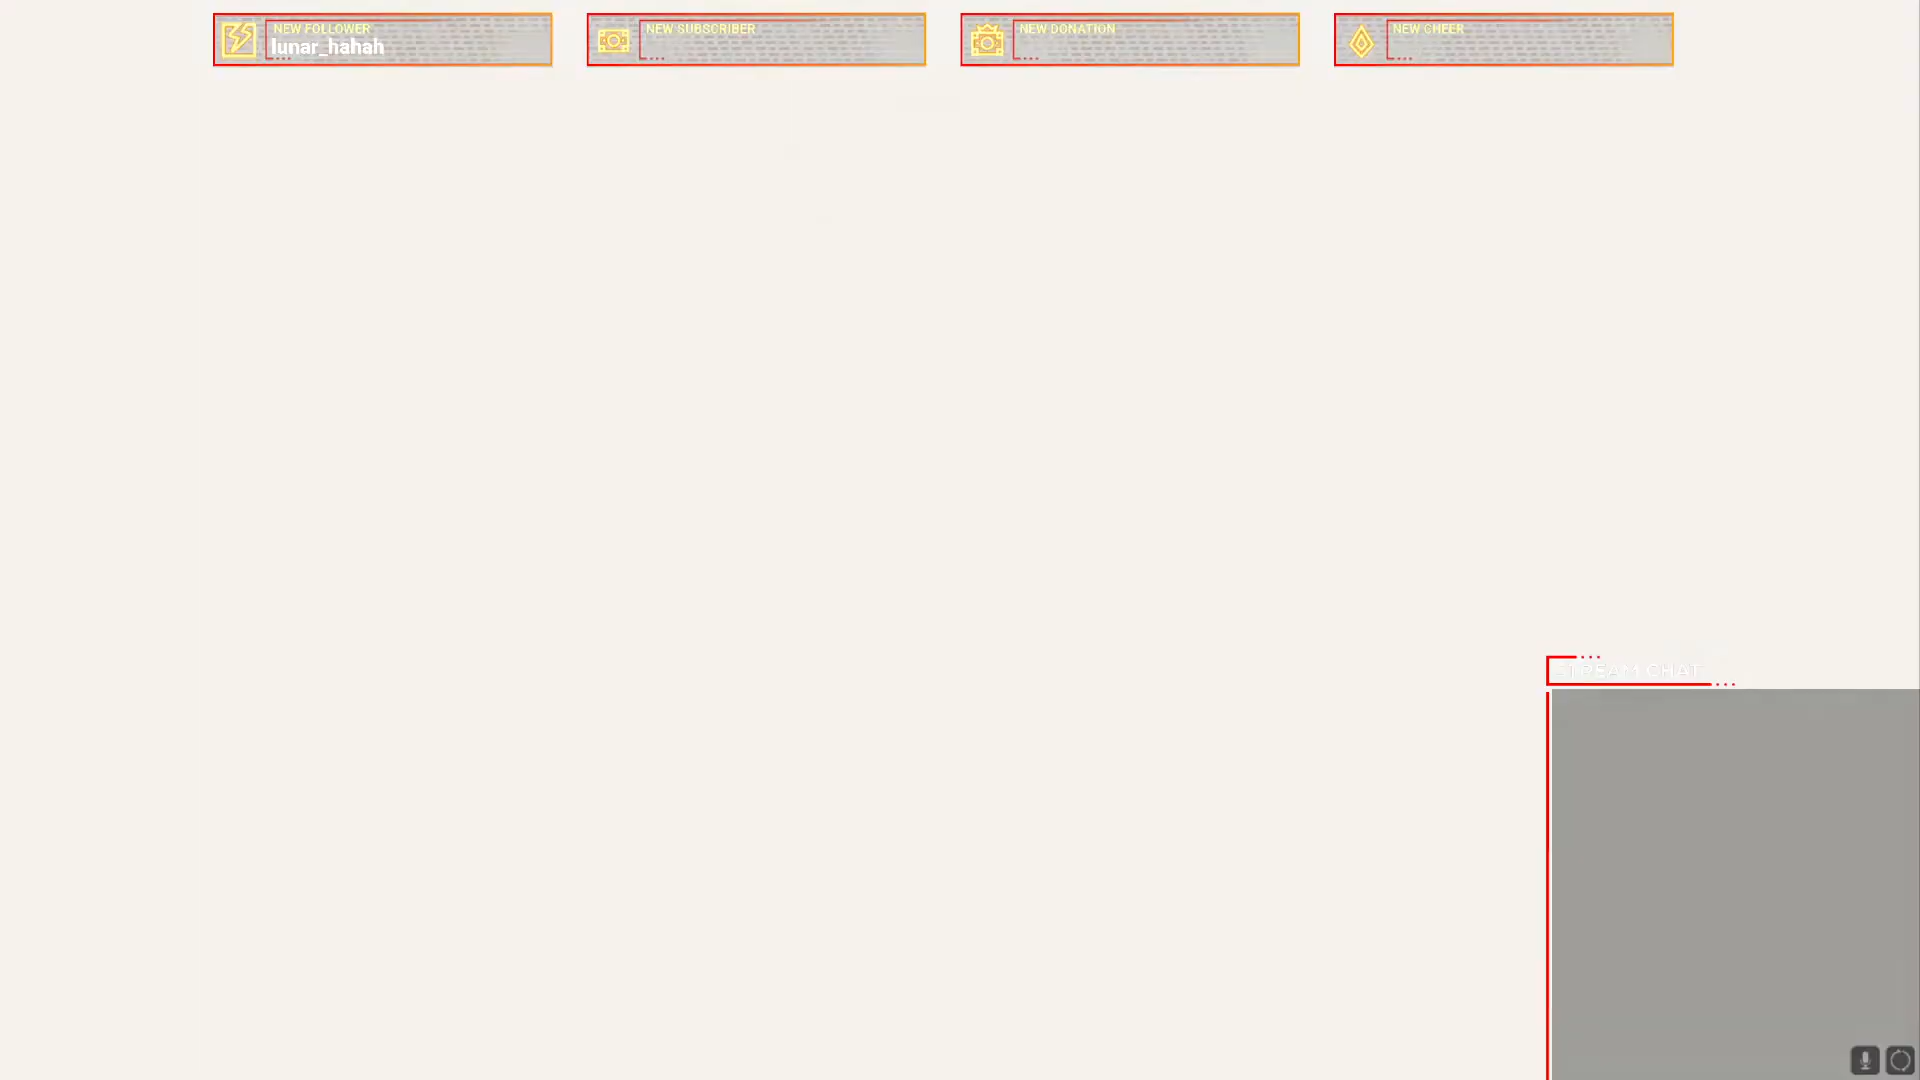 NEW FOLLOWER
lunar_hahah
NEW SUBSCRIBER
NEW DONATION
NEW CHEER
STREAM CHAT